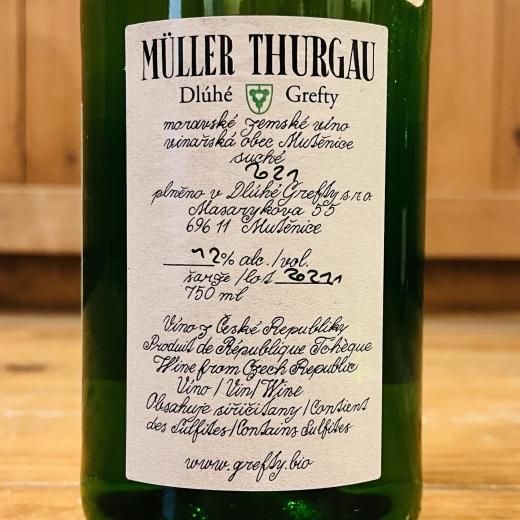 MÜLLER THURGAU
Dlúhé Grefty
moravské zemské víno
vinařská obec Mutěnice
suché
2021
plněno v Dlúhé Grefty s.r.o.
Masarykova 55
696 11 Mutěnice
12% alc./vol.
šarže/lot 20211
750 ml
Víno z České Republiky
Produit de République Tchèque
Wine from Czech Republic
Víno/Vin/Wine
Obsahuje siřičitany/Contient
des Sulfites/Contains Sulfites
www.grefty.bio